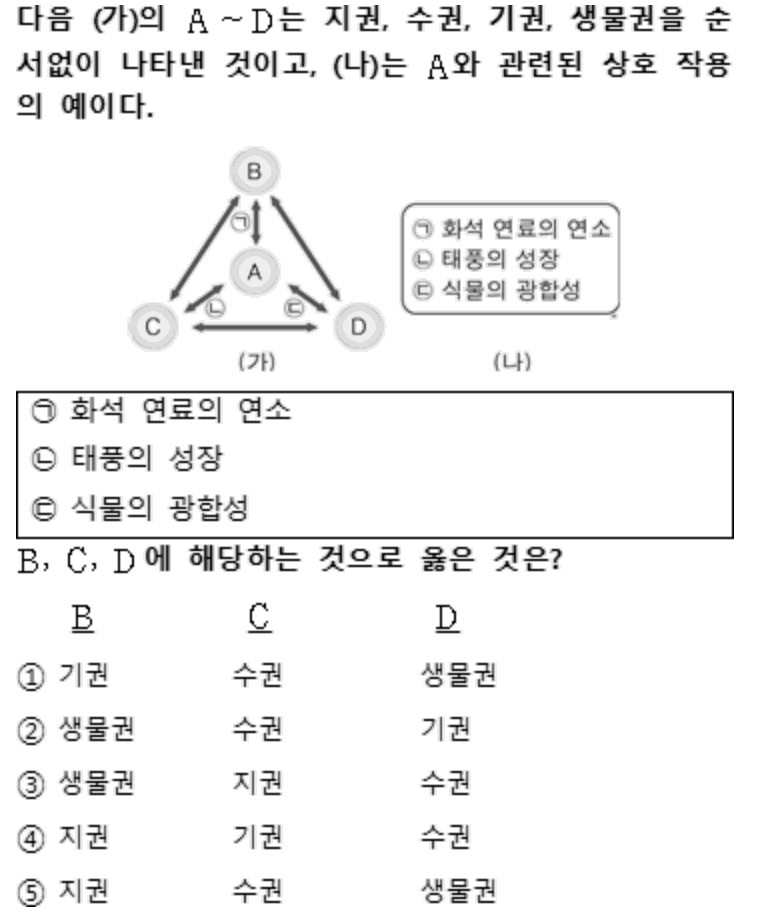 다음 (가)의 A ~ D는 지권, 수권, 기권, 생물권을 순
서없이 나타낸 것이고, (나)는 A와 관련된 상호 작용
의 예이다.
B
㉠
A
㉡ ㉢
C D
(가)
㉠ 화석 연료의 연소
㉡ 태풍의 성장
㉢ 식물의 광합성
(나)
㉠ 화석 연료의 연소
㉡ 태풍의 성장
㉢ 식물의 광합성
B, C, D에 해당하는 것으로 옳은 것은?
B C D
① 기권 수권 생물권
② 생물권 수권 기권
③ 생물권 지권 수권
④ 지권 기권 수권
⑤ 지권 수권 생물권